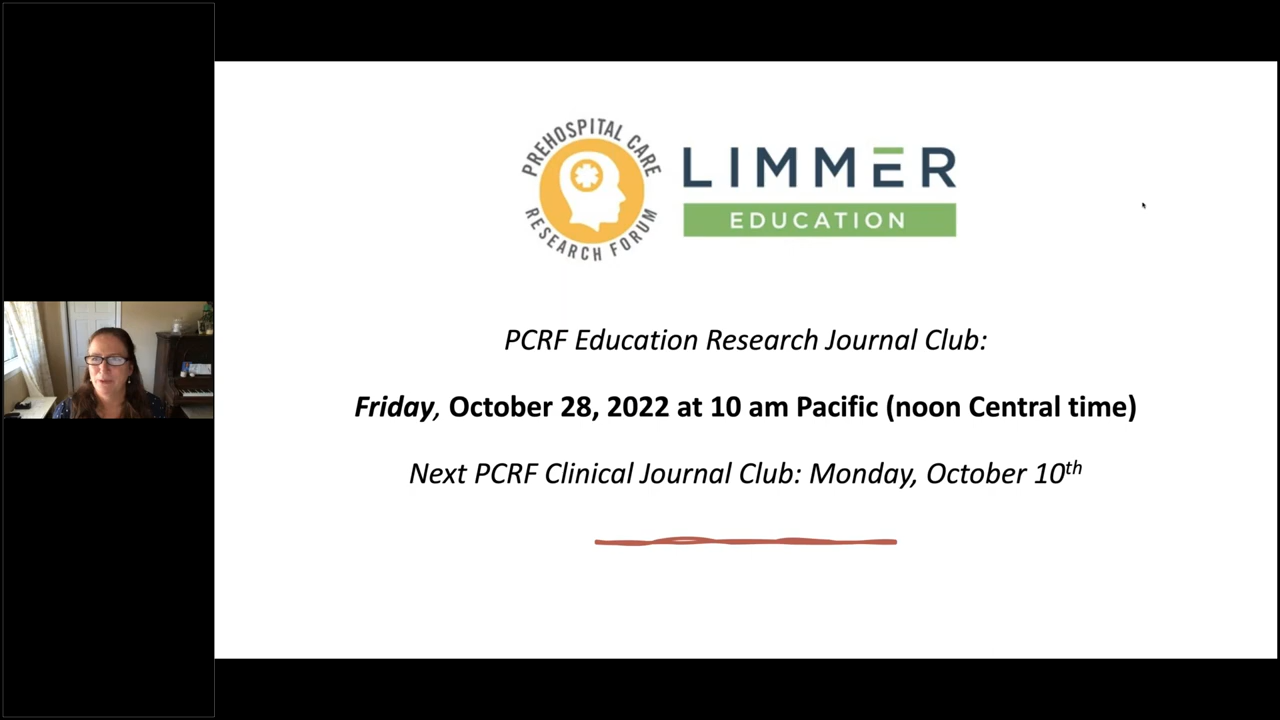 PREHOSPITAL CARE
RESEARCH FORUM
LIMMER
EDUCATION
PCRF Education Research Journal Club:
Friday, October 28, 2022 at 10 am Pacific (noon Central time)
Next PCRF Clinical Journal Club: Monday, October 10th